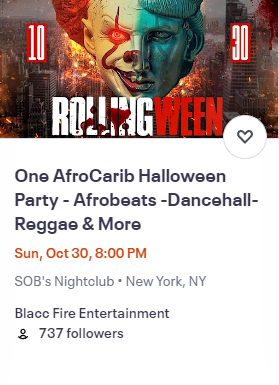 10
30
ROLLINGWEEN
One AfroCarib Halloween
Party - Afrobeats -Dancehall-
Reggae & More
Sun, Oct 30, 8:00 PM
SOB's Nightclub • New York, NY
Blacc Fire Entertainment
737 followers